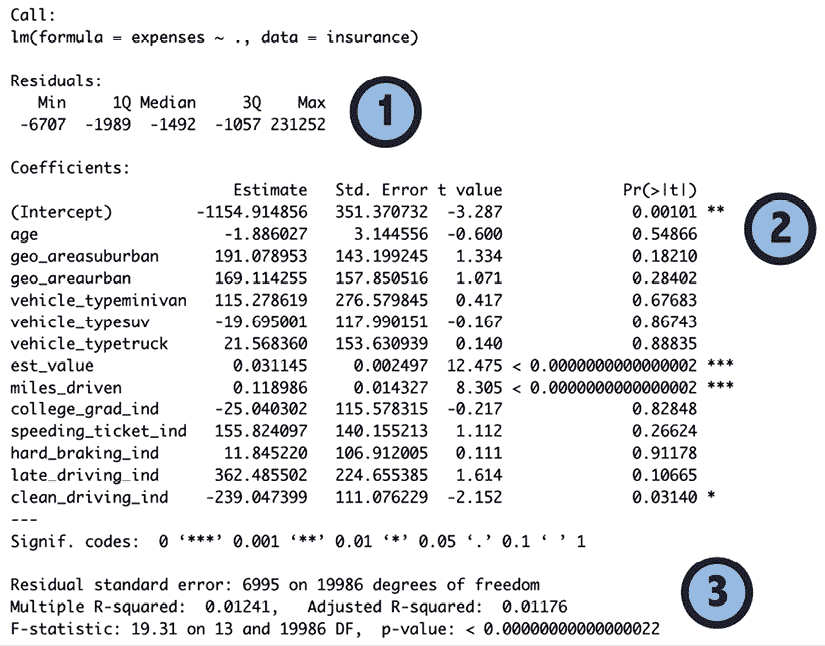 Call:
lm(formula = expenses ~ ., data = insurance)
Residuals:
Min 1Q Median 3Q Max
-6707 -1989 -1492 -1057 231252
1
Coefficients:
Estimate Std. Error t value Pr(>|t|)
(Intercept) -1154.914856 351.370732 -3.287 0.00101 **
age -1.886027 3.144556 -0.600 0.54866
2
geo_areasuburban 191.078953 143.199245 1.334 0.18210
geo_areaurban 169.114255 157.850516 1.071 0.28402
vehicle_typeminivan 115.278619 276.579845 0.417 0.67683
vehicle_typesuv -19.695001 117.990151 -0.167 0.86743
vehicle_typetruck 21.568360 153.630939 0.140 0.88835
est_value 0.031145 0.002497 12.475 < 0.0000000000000002 ***
miles_driven 0.118986 0.014327 8.305 < 0.0000000000000002 ***
college_grad_ind -25.040302 115.578315 -0.217 0.82848
speeding_ticket_ind 155.824097 140.155213 1.112 0.26624
hard_braking_ind 11.845220 106.912005 0.111 0.91178
late_driving_ind 362.485502 224.655385 1.614 0.10665
clean_driving_ind -239.047399 111.076229 -2.152 0.03140 *
---
Signif. codes: 0 ‘***’ 0.001 ‘**’ 0.01 ‘*’ 0.05 ‘.’ 0.1 ‘ ’ 1
Residual standard error: 6995 on 19986 degrees of freedom
3
Multiple R-squared: 0.01241, Adjusted R-squared: 0.01176
F-statistic: 19.31 on 13 and 19986 DF, p-value: < 0.00000000000000022